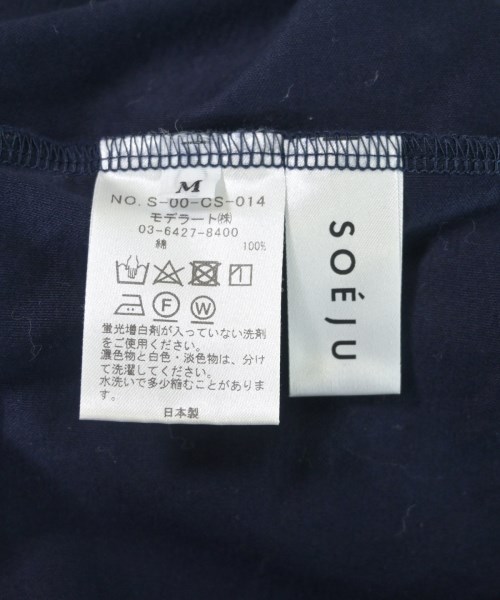 M
NO. S-00-CS-014
モデラート㈱
03-6427-8400
綿 100%
F W
蛍光増白剤が入っていない洗剤
をご使用ください。
濃色物と白色・淡色物は、分け
て洗濯してください。
水洗いで多少縮むことがありま
す。
日本製
SOÉJU